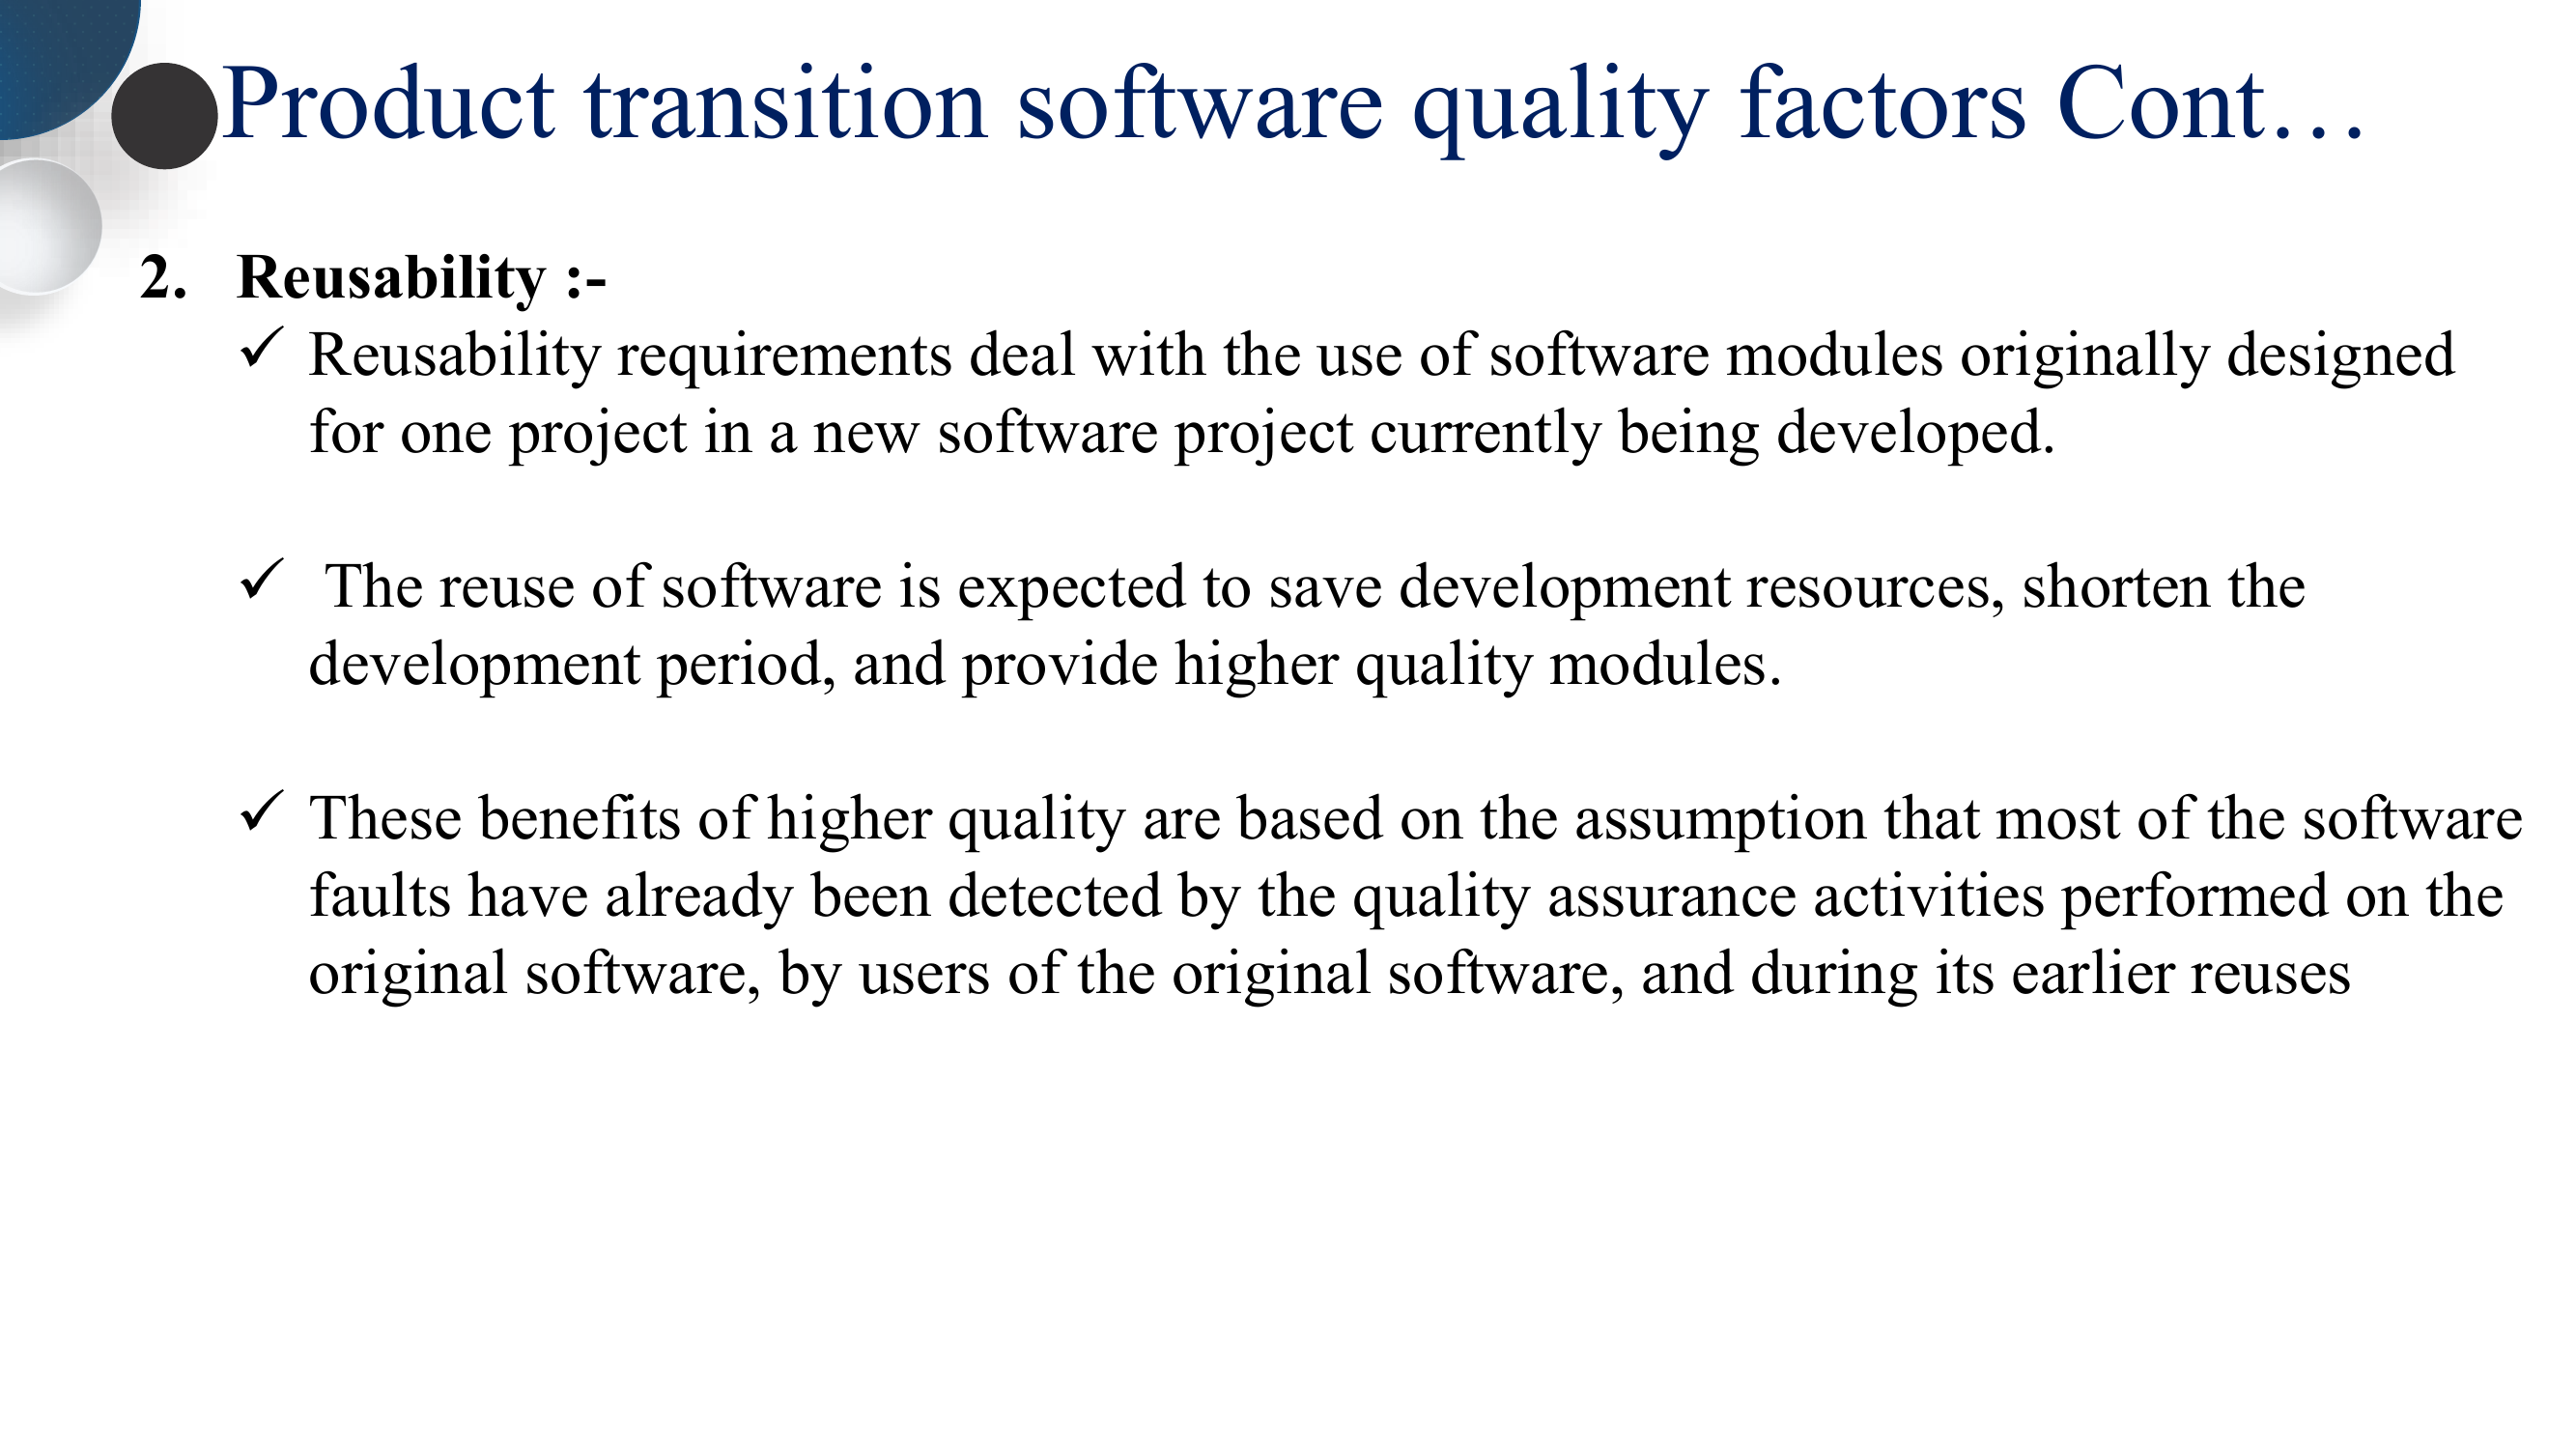 Product transition software quality factors Cont…
2. Reusability :-
✓ Reusability requirements deal with the use of software modules originally designed
for one project in a new software project currently being developed.
✓ The reuse of software is expected to save development resources, shorten the
development period, and provide higher quality modules.
✓ These benefits of higher quality are based on the assumption that most of the software
faults have already been detected by the quality assurance activities performed on the
original software, by users of the original software, and during its earlier reuses